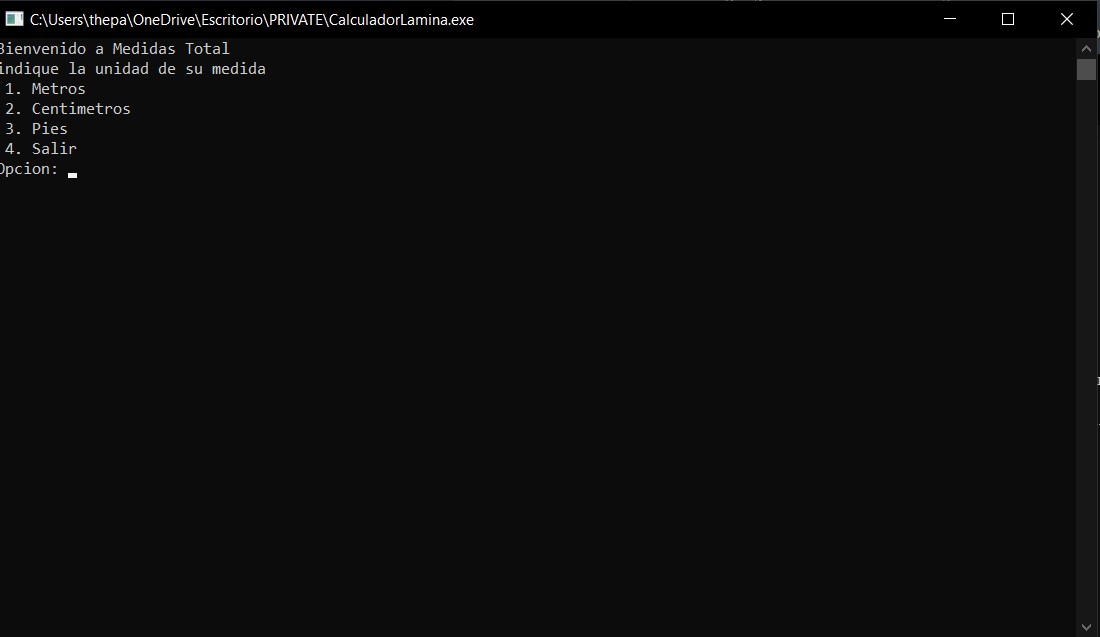 C:\Users\thepa\OneDrive\Escritorio\PRIVATE\CalculadorLamina.exe
Bienvenido a Medidas Total
indique la unidad de su medida
1. Metros
2. Centimetros
3. Pies
4. Salir
Opcion: